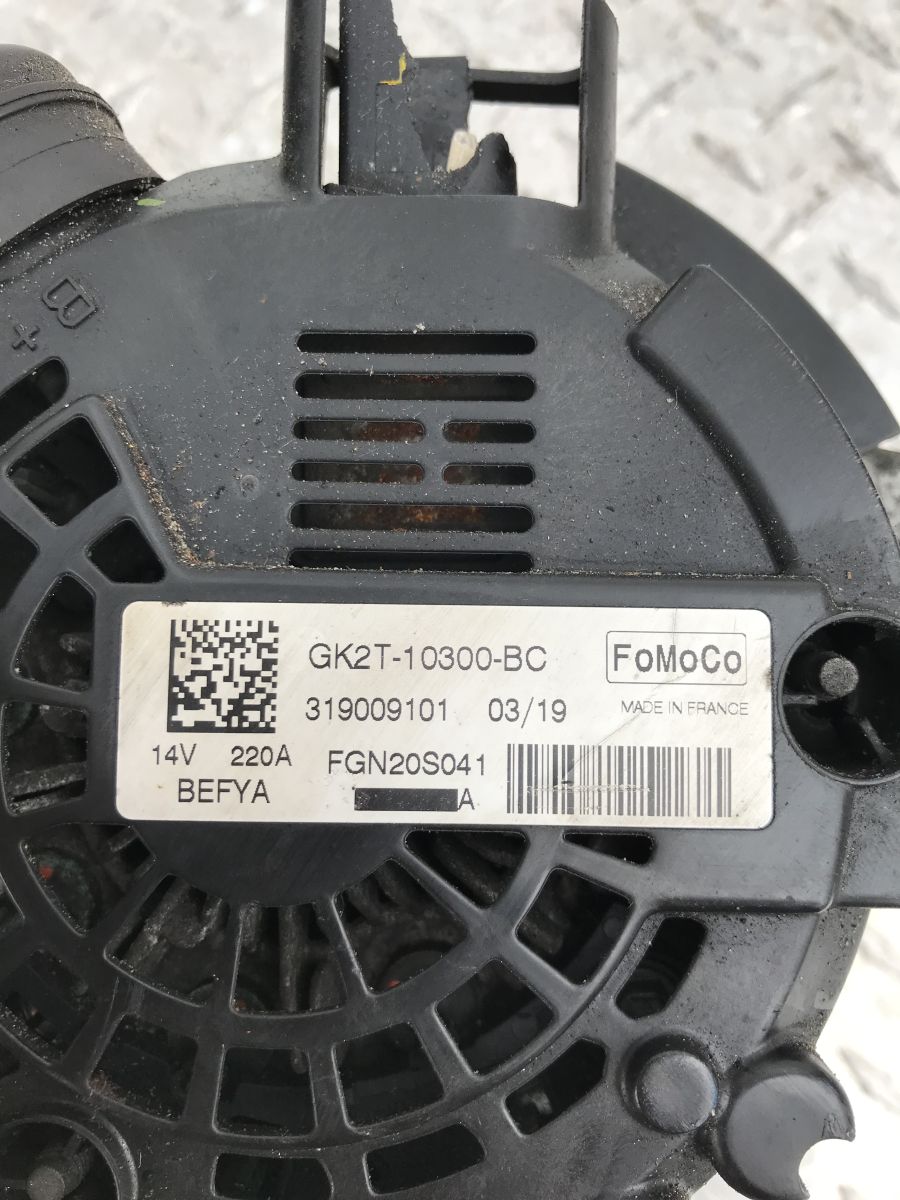 B
+
GK2T-10300-BC FoMoCo
319009101 03/19 MADE IN FRANCE
14V 220A FGN20S041
BEFYA A